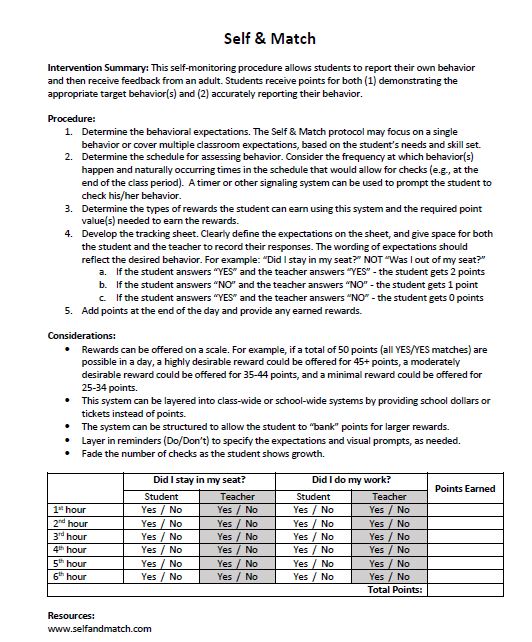 Self & Match
Intervention Summary: This self-monitoring procedure allows students to report their own behavior
and then receive feedback from an adult. Students receive points for both (1) demonstrating the
appropriate target behavior(s) and (2) accurately reporting their behavior.
Procedure:
1. Determine the behavioral expectations. The Self & Match protocol may focus on a single
behavior or cover multiple classroom expectations, based on the student's needs and skill set.
2. Determine the schedule for assessing behavior. Consider the frequency at which behavior(s)
happen and naturally occurring times in the schedule that would allow for checks (e.g., at the
end of the class period). A timer or other signaling system can be used to prompt the student to
check his/her behavior.
3. Determine the types of rewards the student can earn using this system and the required point
value(s) needed to earn the rewards.
4. Develop the tracking sheet. Clearly define the expectations on the sheet, and give space for both
the student and the teacher to record their responses. The wording of expectations should
reflect the desired behavior. For example: "Did I stay in my seat?" NOT "Was I out of my seat?"
a. If the student answers "YES" and the teacher answers "YES" - the student gets 2 points
b. If the student answers "NO" and the teacher answers "NO" - the student gets 1 point
c. If the student answers "YES" and the teacher answers "NO" - the student gets 0 points
5. Add points at the end of the day and provide any earned rewards.
Considerations:
• Rewards can be offered on a scale. For example, if a total of 50 points (all YES/YES matches) are
possible in a day, a highly desirable reward could be offered for 45+ points, a moderately
desirable reward could be offered for 35-44 points, and a minimal reward could be offered for
25-34 points.
• This system can be layered into class-wide or school-wide systems by providing school dollars or
tickets instead of points.
• The system can be structured to allow the student to "bank" points for larger rewards.
• Layer in reminders (Do/Don't) to specify the expectations and visual prompts, as needed.
• Fade the number of checks as the student shows growth.
Did I stay in my seat? Did I do my work? Points Earned
Student Teacher Student Teacher
1st hour Yes / No Yes / No Yes / No Yes / No
2nd hour Yes / No Yes / No Yes / No Yes / No
3rd hour Yes / No Yes / No Yes / No Yes / No
4th hour Yes / No Yes / No Yes / No Yes / No
5th hour Yes / No Yes / No Yes / No Yes / No
6th hour Yes / No Yes / No Yes / No Yes / No
Total Points:
Resources:
www.selfandmatch.com